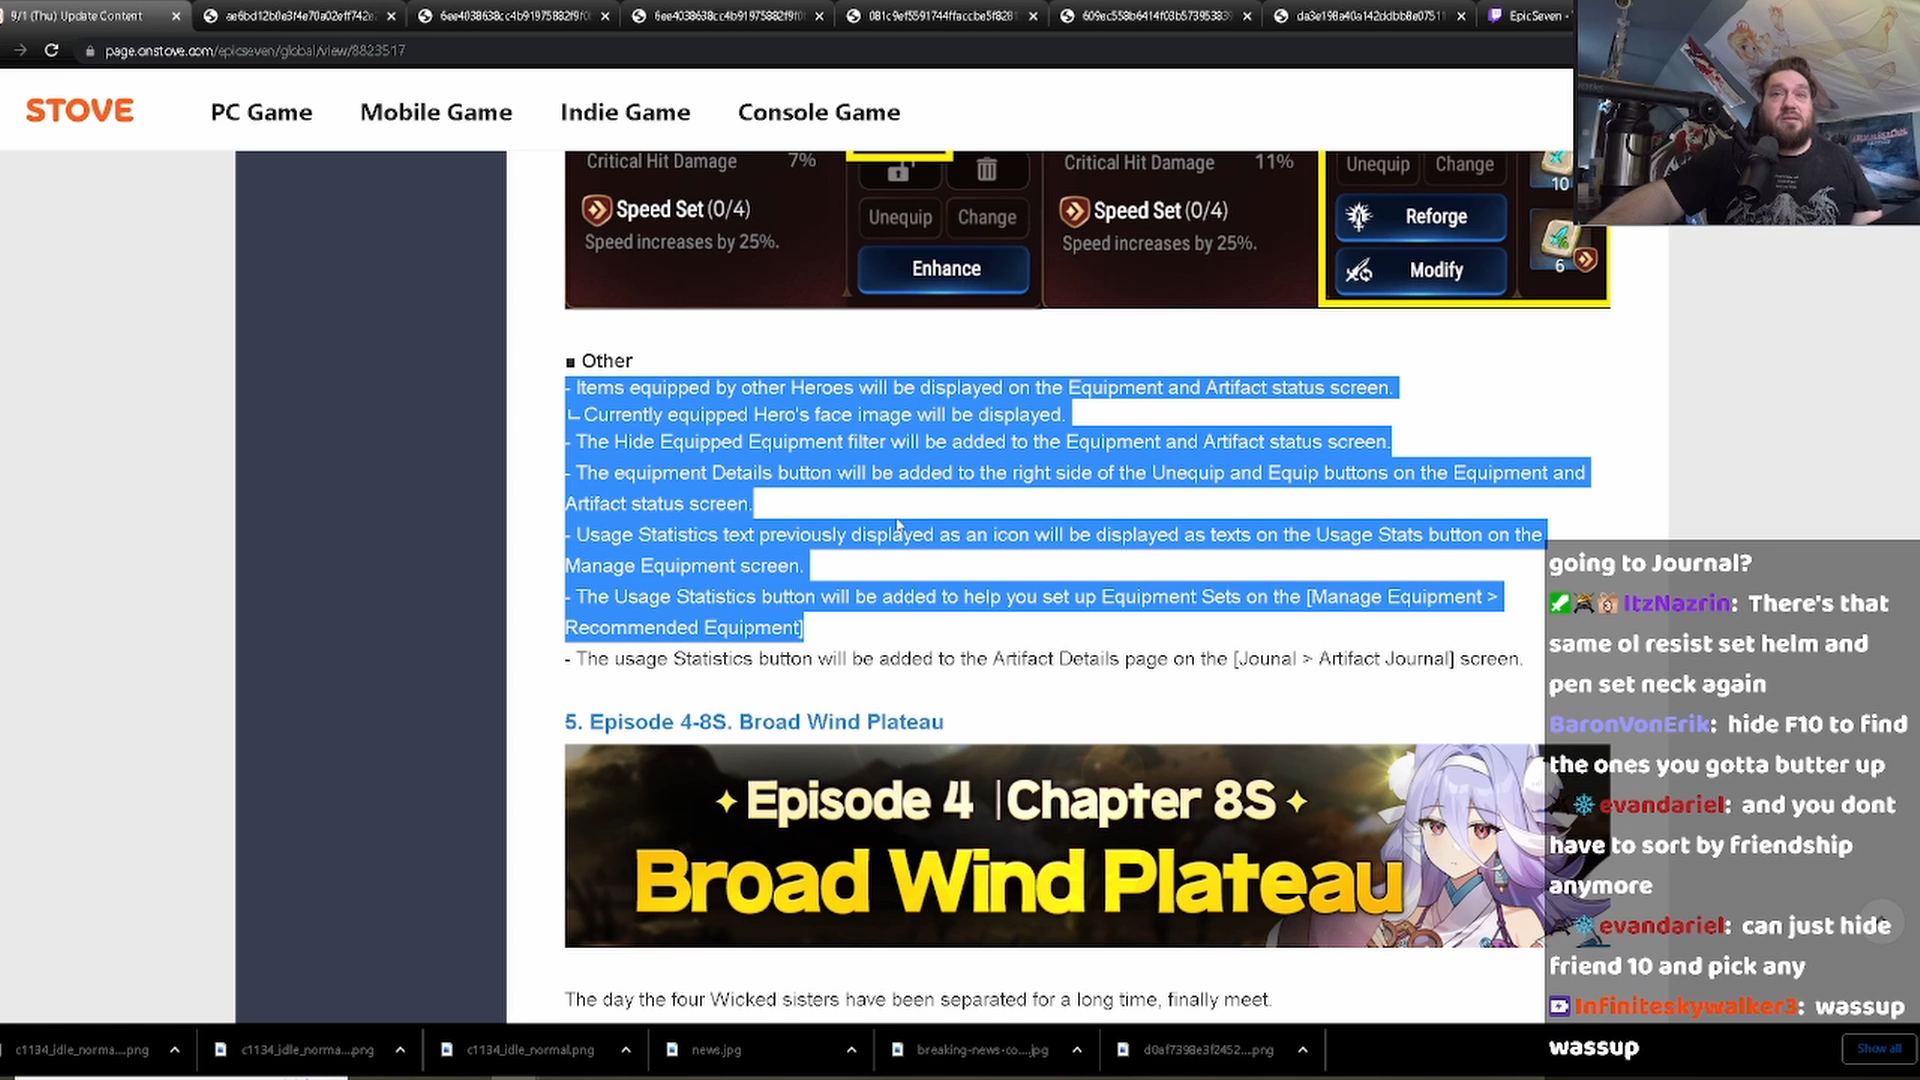 9/1 (Thu) Update Content
ae6bd12b0e3f4e70a02eff742e
6ee4038638cc4b91975882f9f0
6ee4038638cc4b91975882f9f0
081c9ef5591744ffaccbe5f8281
609ec558b6414f03b573953839
da3e198a40a142ddbb8e07511
EpicSeven -
page.onstove.com/epicseven/global/view/8823517
STOVE
PC Game
Mobile Game
Indie Game
Console Game
Critical Hit Damage 7%
Speed Set (0/4)
Speed increases by 25%.
Unequip
Change
Enhance
Critical Hit Damage 11%
Speed Set (0/4)
Speed increases by 25%.
Unequip
Change
Reforge
Modify
10
6
■ Other
- Items equipped by other Heroes will be displayed on the Equipment and Artifact status screen.
ㄴ Currently equipped Hero's face image will be displayed.
- The Hide Equipped Equipment filter will be added to the Equipment and Artifact status screen.
- The equipment Details button will be added to the right side of the Unequip and Equip buttons on the Equipment and
Artifact status screen.
- Usage Statistics text previously displayed as an icon will be displayed as texts on the Usage Stats button on the
Manage Equipment screen.
- The Usage Statistics button will be added to help you set up Equipment Sets on the [Manage Equipment >
Recommended Equipment]
- The usage Statistics button will be added to the Artifact Details page on the [Jounal > Artifact Journal] screen.
5. Episode 4-8S. Broad Wind Plateau
Episode 4 | Chapter 8S
Broad Wind Plateau
The day the four Wicked sisters have been separated for a long time, finally meet.
going to Journal?
ItzNazrin: There's that
same ol resist set helm and
pen set neck again
BaronVonErik: hide F10 to find
the ones you gotta butter up
evandariel: and you dont
have to sort by friendship
anymore
evandariel: can just hide
friend 10 and pick any
Infiniteskywalker3: wassup
wassup
c1134_idle_norma....png
c1134_idle_norma....png
c1134_idle_normal.png
news.jpg
breaking-news-co....jpg
d0af7398e3f2452....png
Show all